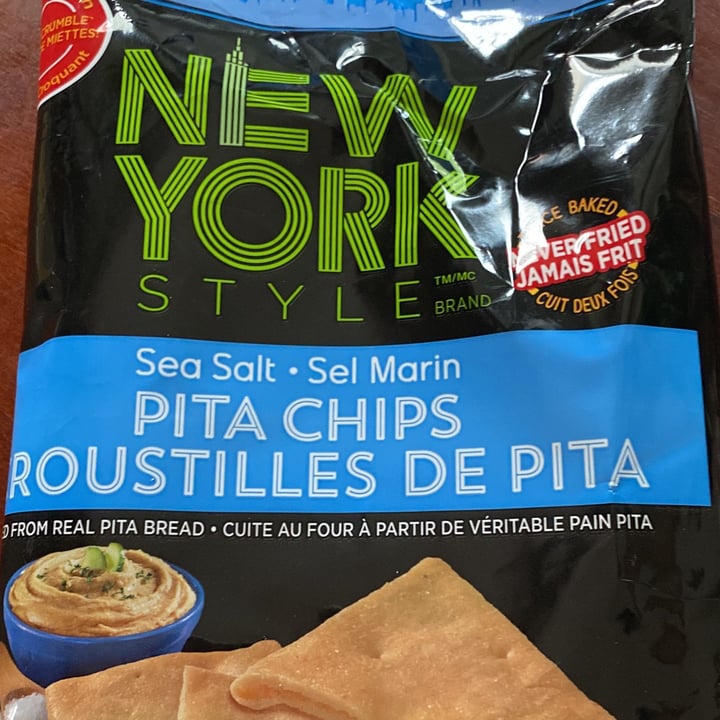 MIETTES!
NEW
YORK
STYLE TM/MC
BRAND
BAKED
FRIED
JAMAIS FRIT
CUIT DEUX FOIS
Sea Salt • Sel Marin
PITA CHIPS
ROUSTILLES DE PITA
FROM REAL PITA BREAD • CUITE AU FOUR À PARTIR DE VÉRITABLE PAIN PITA